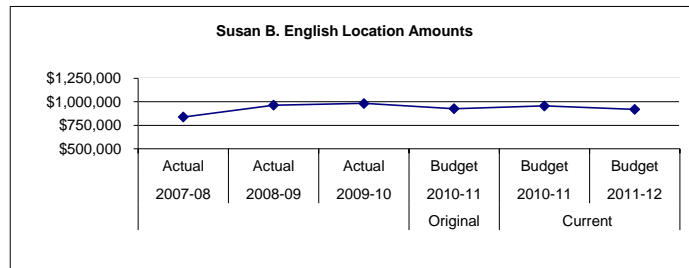 Susan B. English Location Amounts
$1,250,000
$1,000,000
$750,000
$500,000
Actual Actual Actual Budget Budget Budget
2007-08 2008-09 2009-10 2010-11 2010-11 2011-12
Original Current